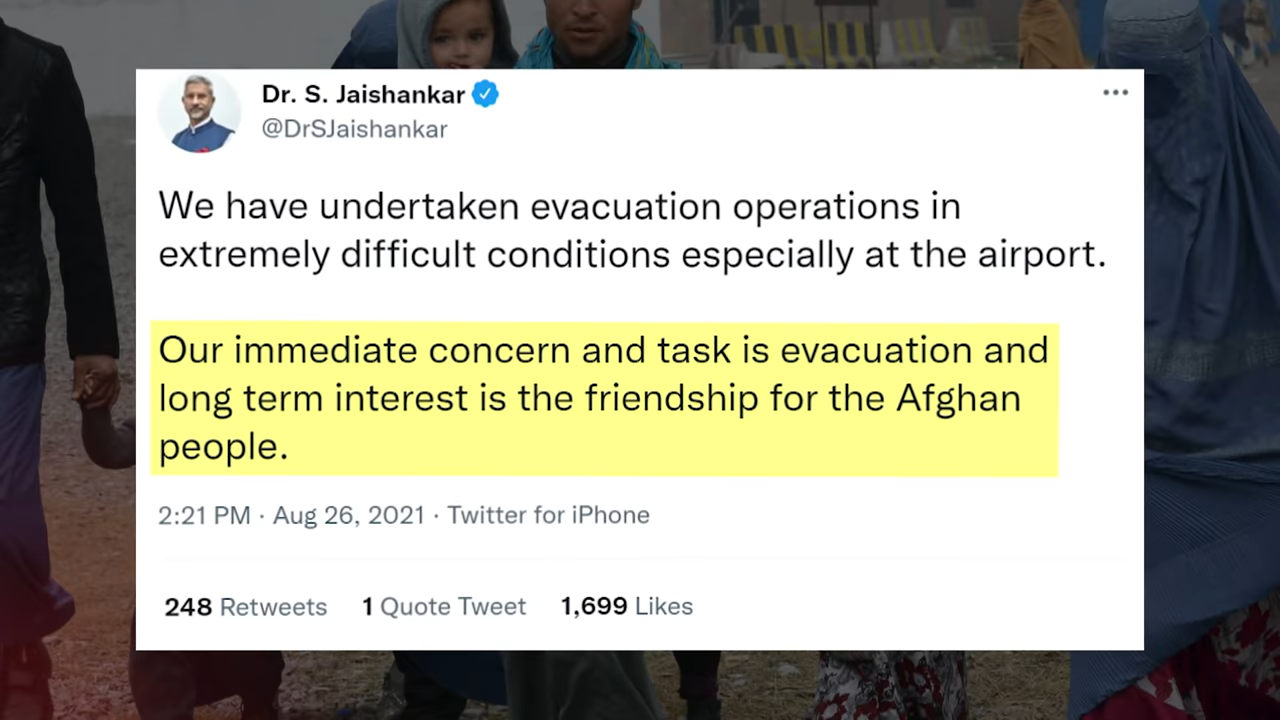 Dr. S. Jaishankar
@DrSJaishankar
We have undertaken evacuation operations in
extremely difficult conditions especially at the airport.
Our immediate concern and task is evacuation and
long term interest is the friendship for the Afghan
people.
2:21 PM · Aug 26, 2021 · Twitter for iPhone
248 Retweets 1 Quote Tweet 1,699 Likes